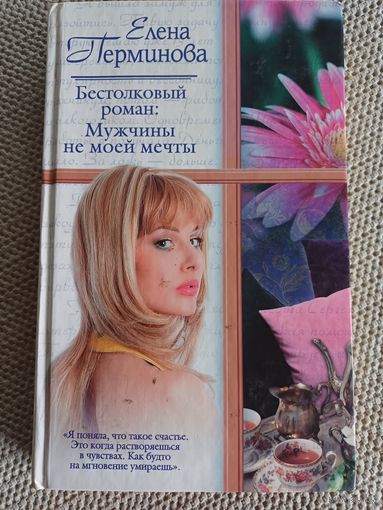 Елена
Перминова
Бестолковый
роман:
Мужчины
не моей мечты
«Я поняла, что такое счастье.
Это когда растворяешься
в чувствах. Как будто
на мгновение умираешь».